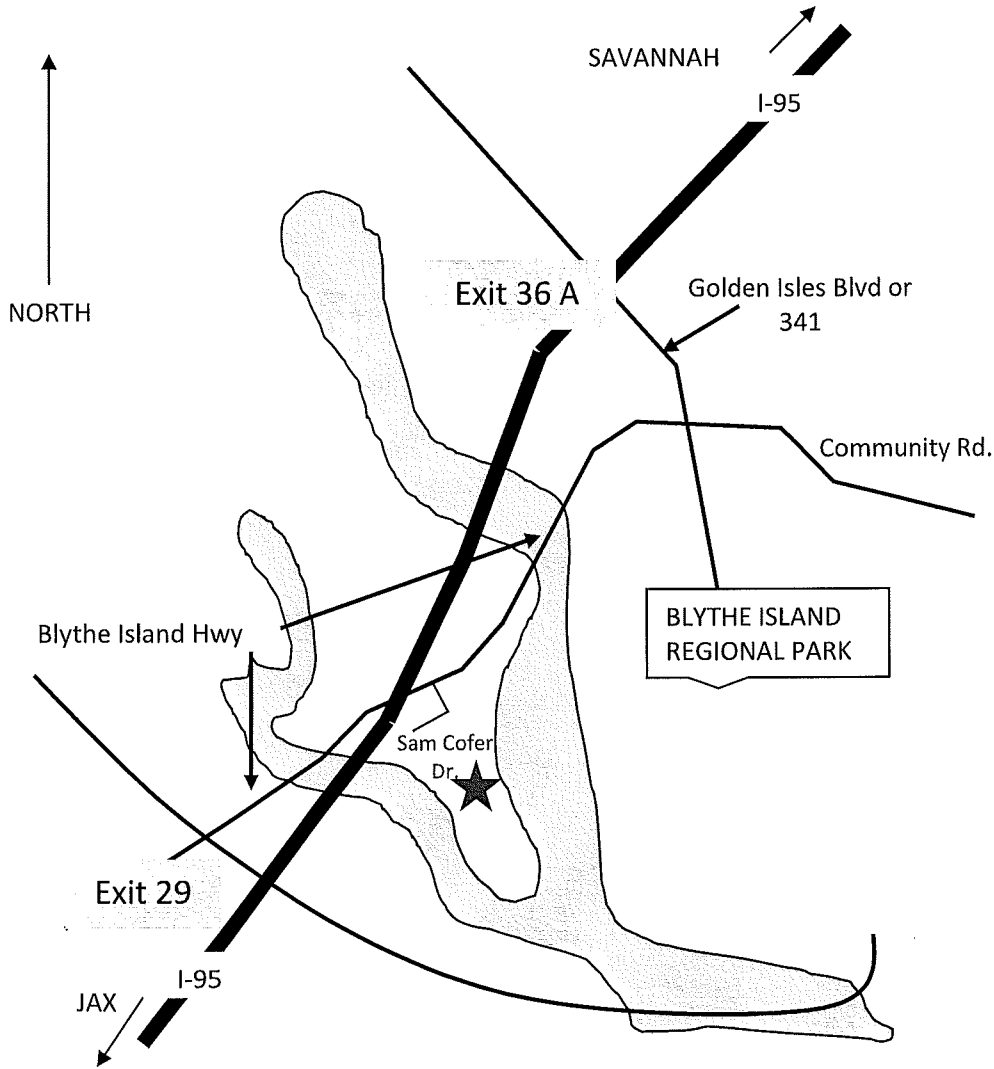 SAVANNAH
I-95
Exit 36 A
Golden Isles Blvd or
341
NORTH
Community Rd.
BLYTHE ISLAND
REGIONAL PARK
Blythe Island Hwy
Sam Cofer
Dr.
Exit 29
I-95
JAX